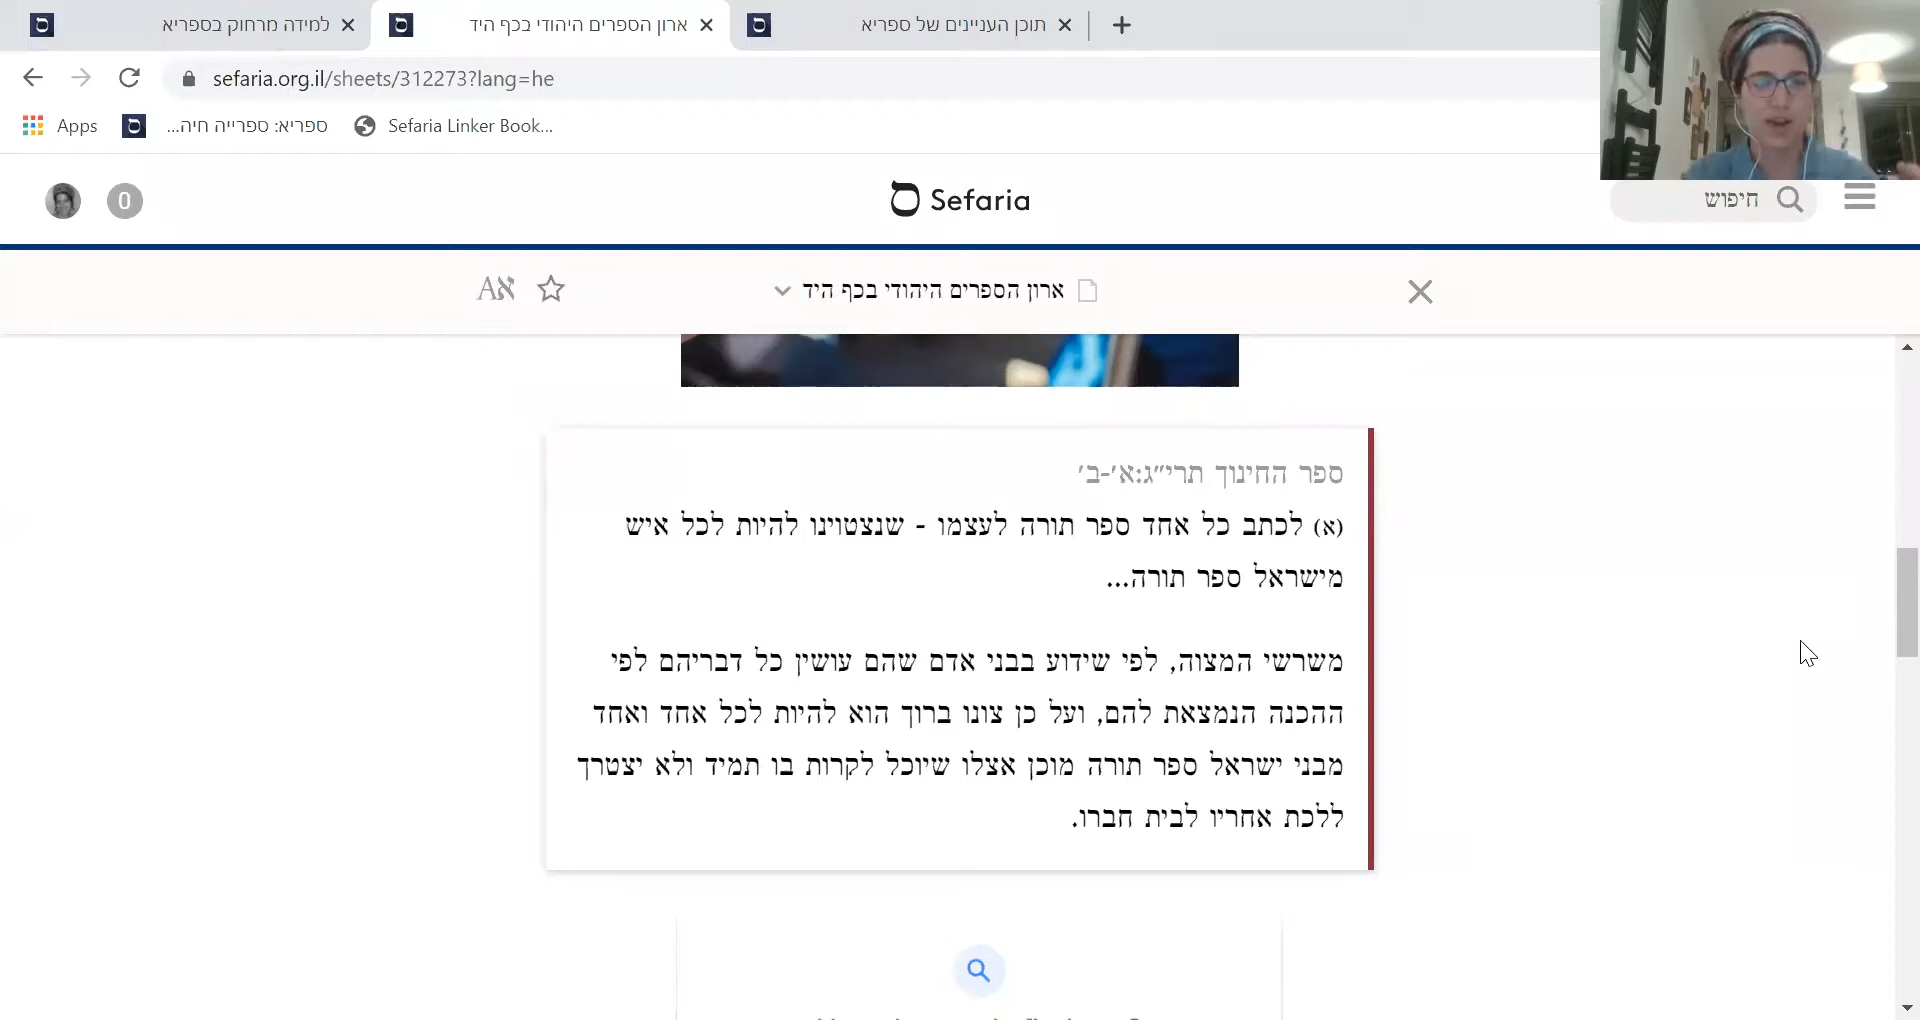 למידה מרחוק בספריא
ארון הספרים היהודי בכף היד
תוכן העניינים של ספריא
sefaria.org.il/sheets/312273?lang=he
Apps
ספריא: ספרייה חיה...
Sefaria Linker Book...
0
Sefaria
חיפוש
ארון הספרים היהודי בכף היד
Aא
ספר החינוך תרי״ג:א׳-ב׳
(א) לכתב כל אחד ספר תורה לעצמו - שנצטוינו להיות לכל איש
מישראל ספר תורה...
משרשי המצוה, לפי שידוע בבני אדם שהם עושין כל דבריהם לפי
ההכנה הנמצאת להם, ועל כן צונו ברוך הוא להיות לכל אחד ואחד
מבני ישראל ספר תורה מוכן אצלו שיוכל לקרות בו תמיד ולא יצטרך
ללכת אחריו לבית חברו.